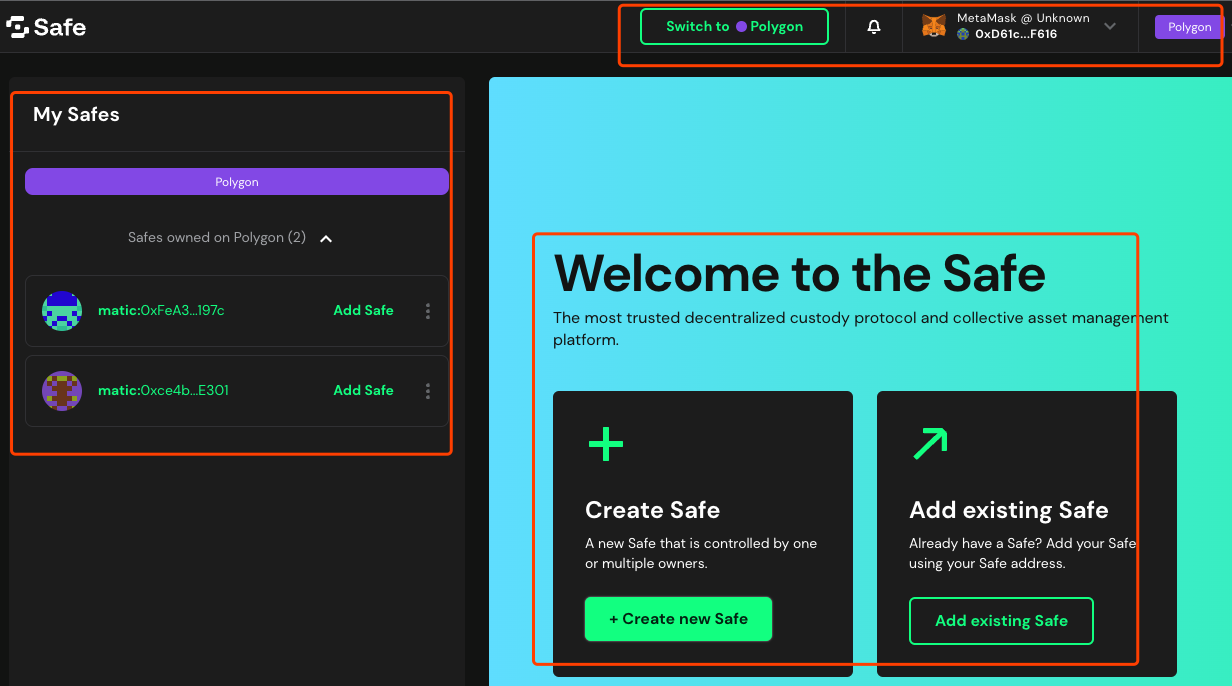 Safe
Switch to Polygon
MetaMask @ Unknown
0xD61c...F616
Polygon
My Safes
Polygon
Safes owned on Polygon (2)
matic:0xFeA3...197c
Add Safe
matic:0xce4b...E301
Add Safe
Welcome to the Safe
The most trusted decentralized custody protocol and collective asset management
platform.
Create Safe
A new Safe that is controlled by one
or multiple owners.
+ Create new Safe
Add existing Safe
Already have a Safe? Add your Safe
using your Safe address.
Add existing Safe